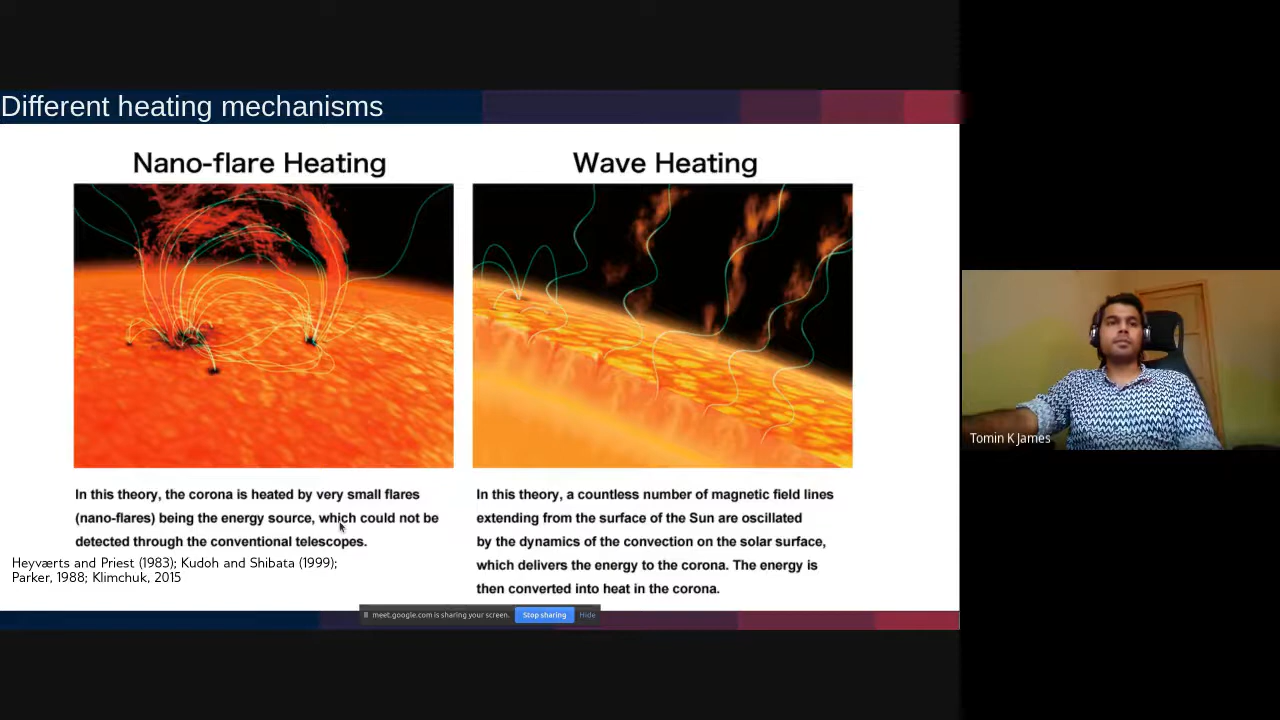 Different heating mechanisms
Nano-flare Heating
Wave Heating
In this theory, the corona is heated by very small flares
(nano-flares) being the energy source, which could not be
detected through the conventional telescopes.
Heyværts and Priest (1983); Kudoh and Shibata (1999);
Parker, 1988; Klimchuk, 2015
In this theory, a countless number of magnetic field lines
extending from the surface of the Sun are oscillated
by the dynamics of the convection on the solar surface,
which delivers the energy to the corona. The energy is
then converted into heat in the corona.
meet.google.com is sharing your screen. Stop sharing Hide
Tomin K James